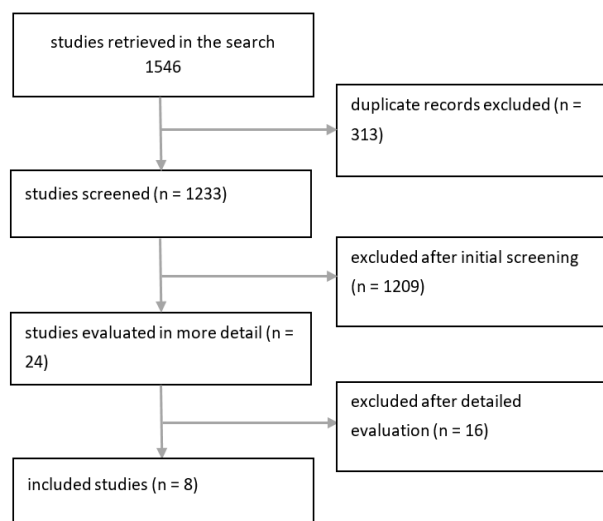 studies retrieved in the search
1546
duplicate records excluded (n =
313)
studies screened (n = 1233)
excluded after initial screening
(n = 1209)
studies evaluated in more detail (n =
24)
excluded after detailed
evaluation (n = 16)
included studies (n = 8)